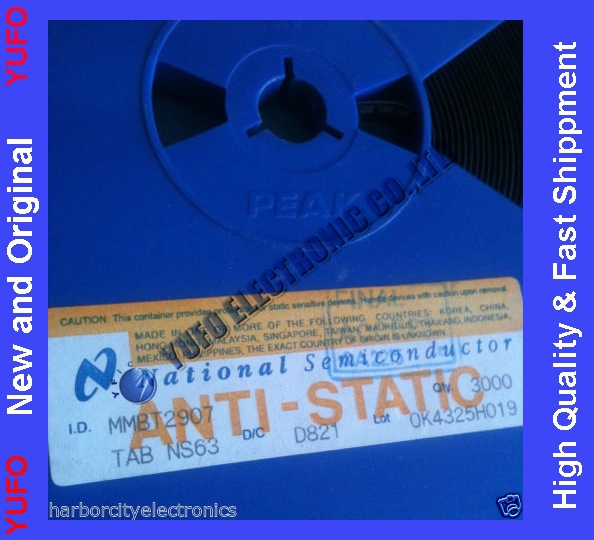 YUFO New and Original YUFO
High Quality & Fast Shippment
PEAK
YUFO ELECTRONIC CO.,LTD
FINAL
CAUTION: This container provides static sensitive devices. Handle devices with caution upon removal.
MADE IN MORE OF THE FOLLOWING COUNTRIES: KOREA, CHINA,
HONG MALAYSIA, SINGAPORE, TAIWAN, MAURITIUS, THAILAND, INDONESIA,
MEXICO PHILIPPINES, THE EXACT COUNTRY OF ORIGIN IS UNKNOWN.
National Semiconductor
ANTI-STATIC
I.D. MMBT2907 Qty. 3000
TAB NS63 D/C D821 Lot 0K4325H019
harborcityelectronics